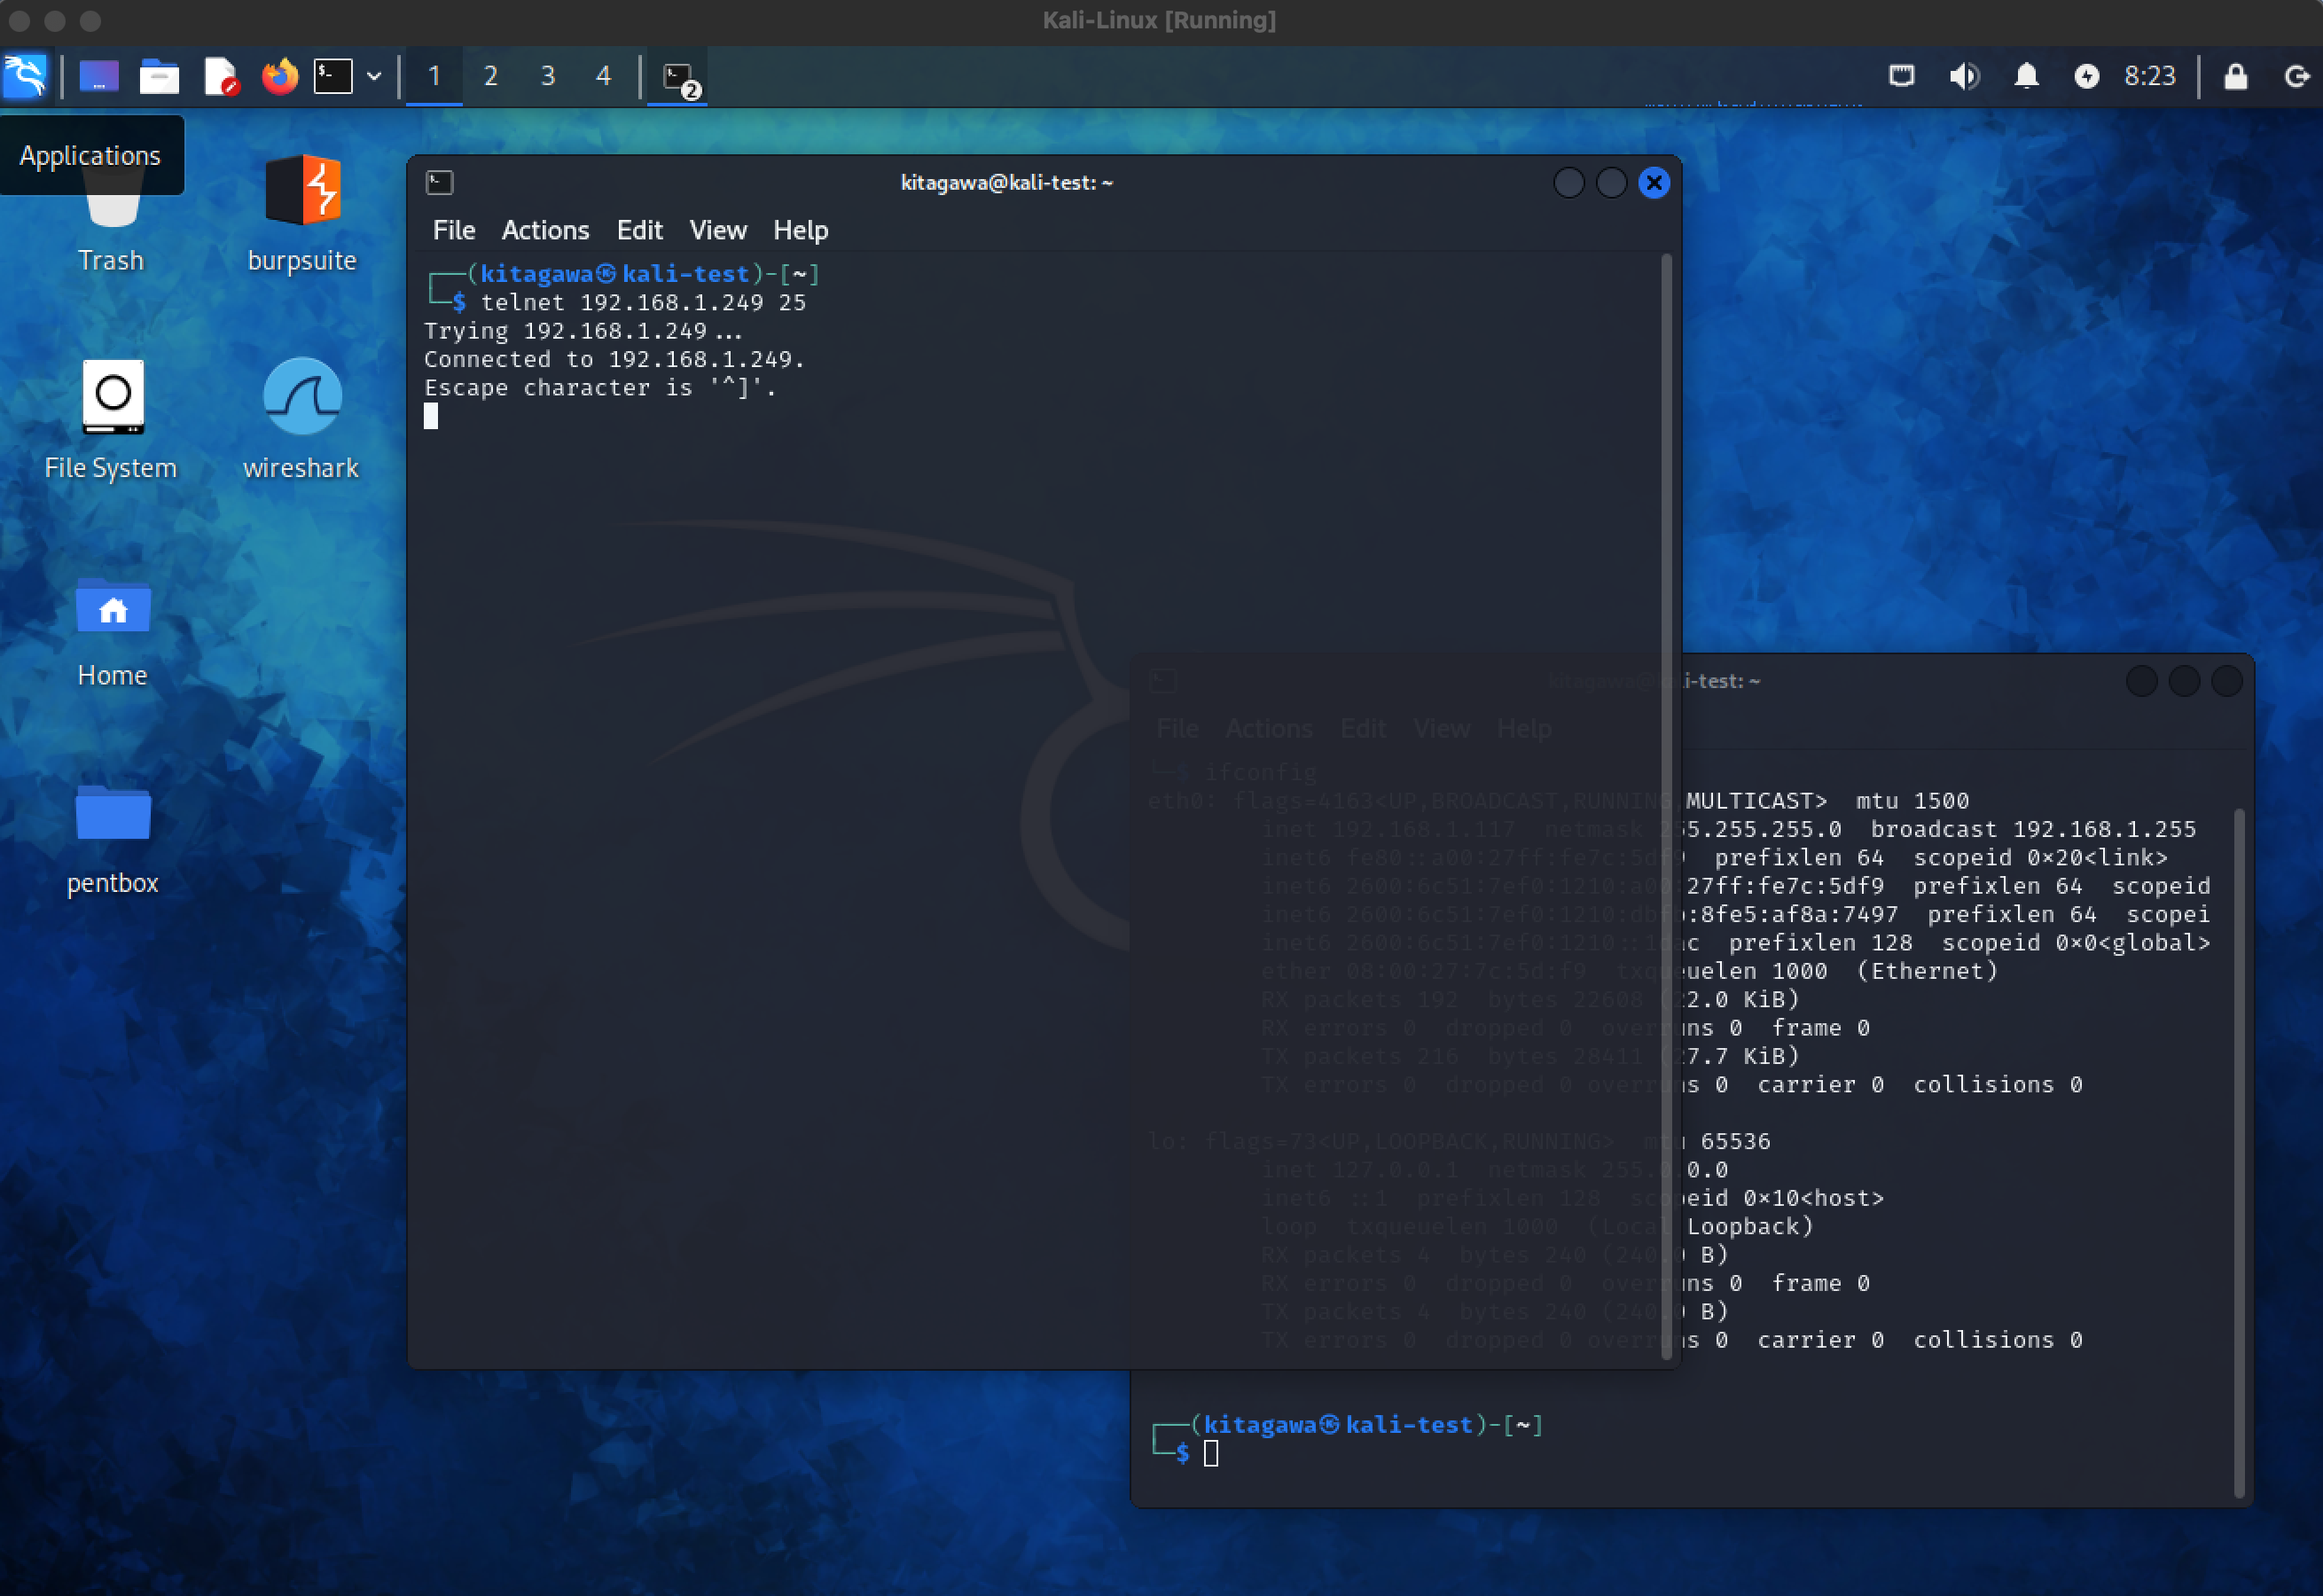 Kali-Linux [Running]
1 2 3 4 2 8:23
Applications
Trash
burpsuite
File System
wireshark
Home
pentbox
kitagawa@kali-test: ~
File Actions Edit View Help
┌──(kitagawa㉿kali-test)-[~]
└─$ telnet 192.168.1.249 25
Trying 192.168.1.249...
Connected to 192.168.1.249.
Escape character is '^]'.
kitagawa@kali-test: ~
File Actions Edit View Help
└─$ ifconfig
eth0: flags=4163<UP,BROADCAST,RUNNING,MULTICAST> mtu 1500
inet 192.168.1.117 netmask 255.255.255.0 broadcast 192.168.1.255
inet6 fe80::a00:27ff:fe7c:5df9 prefixlen 64 scopeid 0×20<link>
inet6 2600:6c51:7ef0:1210:a00:27ff:fe7c:5df9 prefixlen 64 scopeid
inet6 2600:6c51:7ef0:1210:dbfb:8fe5:af8a:7497 prefixlen 64 scopei
inet6 2600:6c51:7ef0:1210::1dac prefixlen 128 scopeid 0×0<global>
ether 08:00:27:7c:5d:f9 txqueuelen 1000 (Ethernet)
RX packets 192 bytes 22608 (22.0 KiB)
RX errors 0 dropped 0 overruns 0 frame 0
TX packets 216 bytes 28411 (27.7 KiB)
TX errors 0 dropped 0 overruns 0 carrier 0 collisions 0
lo: flags=73<UP,LOOPBACK,RUNNING> mtu 65536
inet 127.0.0.1 netmask 255.0.0.0
inet6 ::1 prefixlen 128 scopeid 0×10<host>
loop txqueuelen 1000 (Local Loopback)
RX packets 4 bytes 240 (240.0 B)
RX errors 0 dropped 0 overruns 0 frame 0
TX packets 4 bytes 240 (240.0 B)
TX errors 0 dropped 0 overruns 0 carrier 0 collisions 0
┌──(kitagawa㉿kali-test)-[~]
└─$